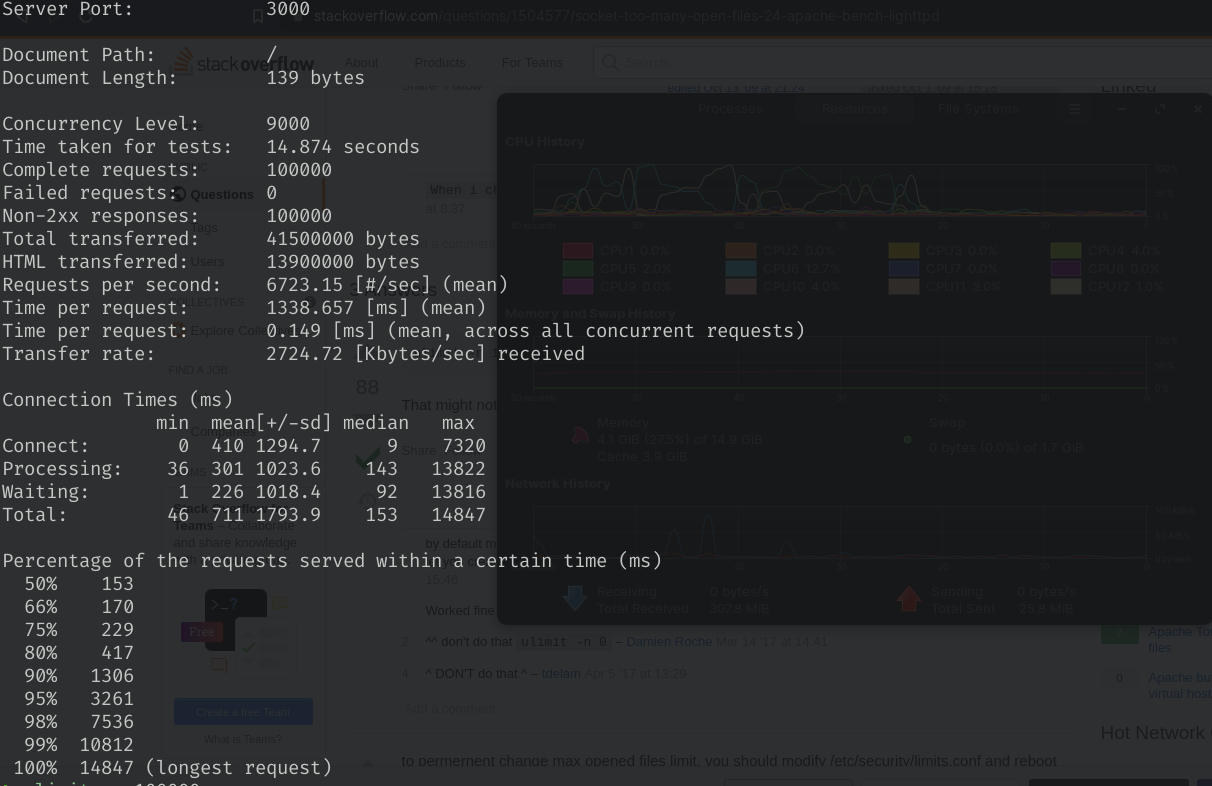 Server Port:          3000
stackoverflow.com/questions/1504577/socket-too-many-open-files-24-apache-bench-lighttpd
Document Path:          /
Document Length:        139 bytes
stackoverflow
About
Products
For Teams
Search...
Concurrency Level:      9000
Time taken for tests:   14.874 seconds
Complete requests:      100000
Failed requests:        0
Non-2xx responses:      100000
Total transferred:      41500000 bytes
HTML transferred:       13900000 bytes
Requests per second:    6723.15 [#/sec] (mean)
Time per request:       1338.657 [ms] (mean)
Time per request:       0.149 [ms] (mean, across all concurrent requests)
Transfer rate:          2724.72 [Kbytes/sec] received
Connection Times (ms)
              min  mean[+/-sd] median   max
Connect:        0  410 1294.7      9    7320
Processing:    36  301 1023.6    143   13822
Waiting:        1  226 1018.4     92   13816
Total:         46  711 1793.9    153   14847
Percentage of the requests served within a certain time (ms)
  50%    153
  66%    170
  75%    229
  80%    417
  90%   1306
  95%   3261
  98%   7536
  99%  10812
 100%  14847 (longest request)
Questions
Tags
Users
COLLECTIVES
FIND A JOB
Teams
and share knowledge
>_?
Free
Create a free Team
What is Teams?
When i c
at 8:37
88
That might not
Share
by default m
15:46
Worked fine
2 ^^ don't do that ulimit -n 0 – Damien Roche Mar 14 '17 at 14:41
4 ^ DON'T do that ^ – tdelam Apr 5 '17 at 13:29
Add a comment
to permernent change max opened files limit, you should modify /etc/security/limits.conf and reboot
Linked
Processes
Resources
File Systems
CPU History
CPU1 0.0%
CPU2 0.0%
CPU3 0.0%
CPU4 4.0%
CPU5 2.0%
CPU6 12.7%
CPU7 0.0%
CPU8 0.0%
CPU9 0.0%
CPU10 4.0%
CPU11 3.0%
CPU12 1.0%
Memory and Swap History
Memory
4.1 GiB (27.5%) of 14.9 GiB
Cache 3.9 GiB
Swap
0 bytes (0.0%) of 1.7 GiB
Network History
Receiving 0 bytes/s
Total Received 307.8 MiB
Sending 0 bytes/s
Total Sent 25.8 MiB
files
0
virtual host
Hot Network